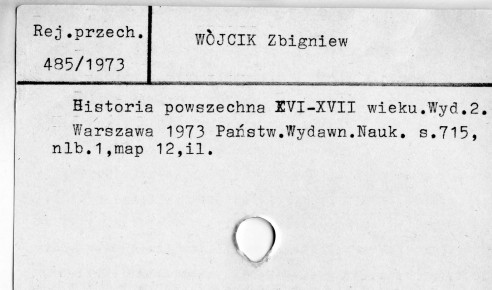 Rej.przech.
WÒJCIK Zbigniew
485/1973
Historia powszechna XVI-XVII wieku.Wyd.2.
Warszawa 1973 Państw.Wydawn.Nauk. s.715,
nlb.1,map 12,il.